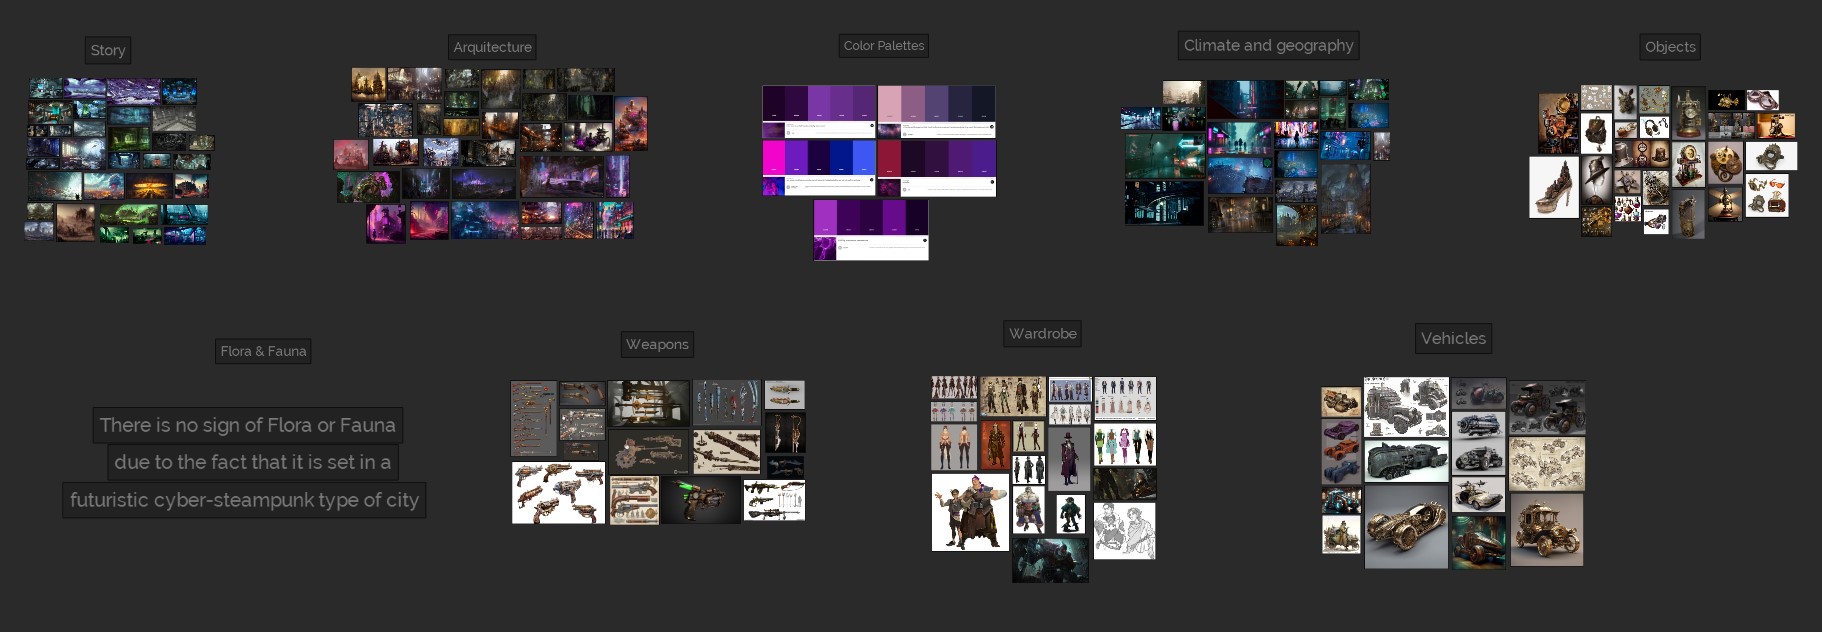 Story
Arquitecture
Color Palettes
Climate and geography
Objects
Flora & Fauna
There is no sign of Flora or Fauna
due to the fact that it is set in a
futuristic cyber-steampunk type of city
Weapons
Wardrobe
Vehicles